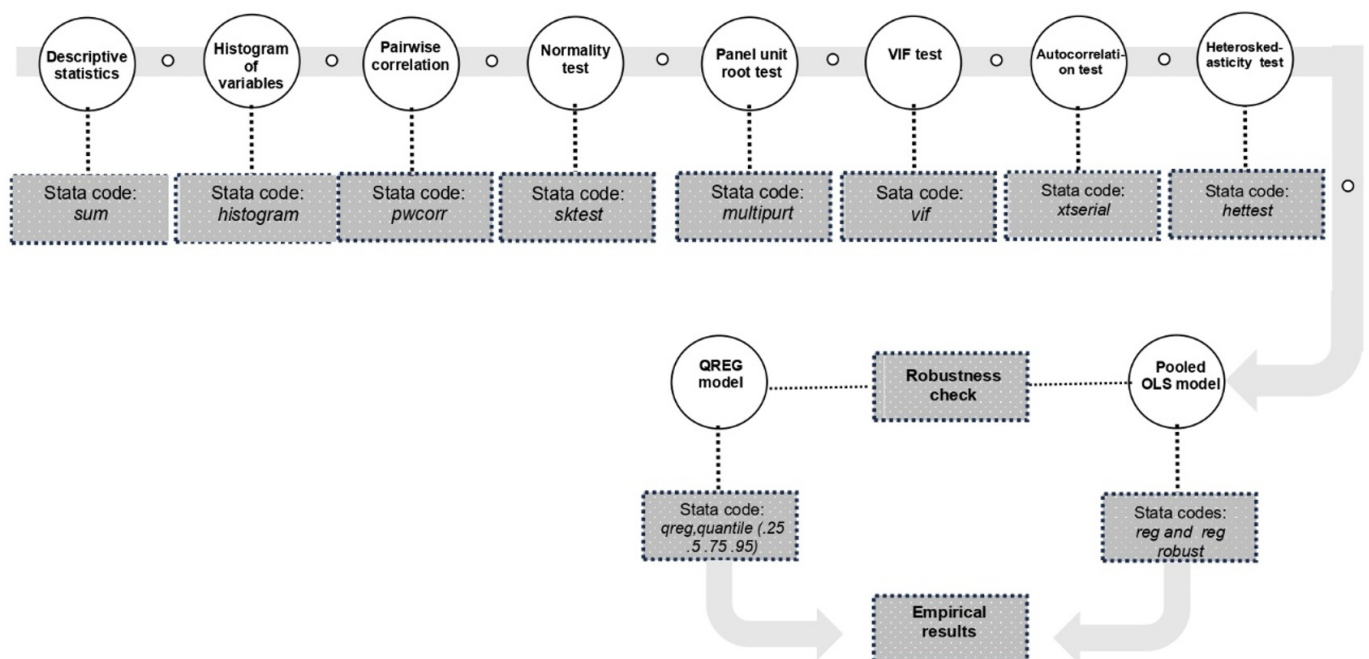 Descriptive
statistics
Histogram
of
variables
Pairwise
correlation
Normality
test
Panel unit
root test
VIF test
Autocorrelati-
on test
Heterosked-
asticity test
Stata code:
sum
Stata code:
histogram
Stata code:
pwcorr
Stata code:
sktest
Stata code:
multipurt
Sata code:
vif
Stata code:
xtserial
Stata code:
hettest
QREG
model
Robustness
check
Pooled
OLS model
Stata code:
qreg,quantile (.25
.5 .75 .95)
Stata codes:
reg and reg
robust
Empirical
results